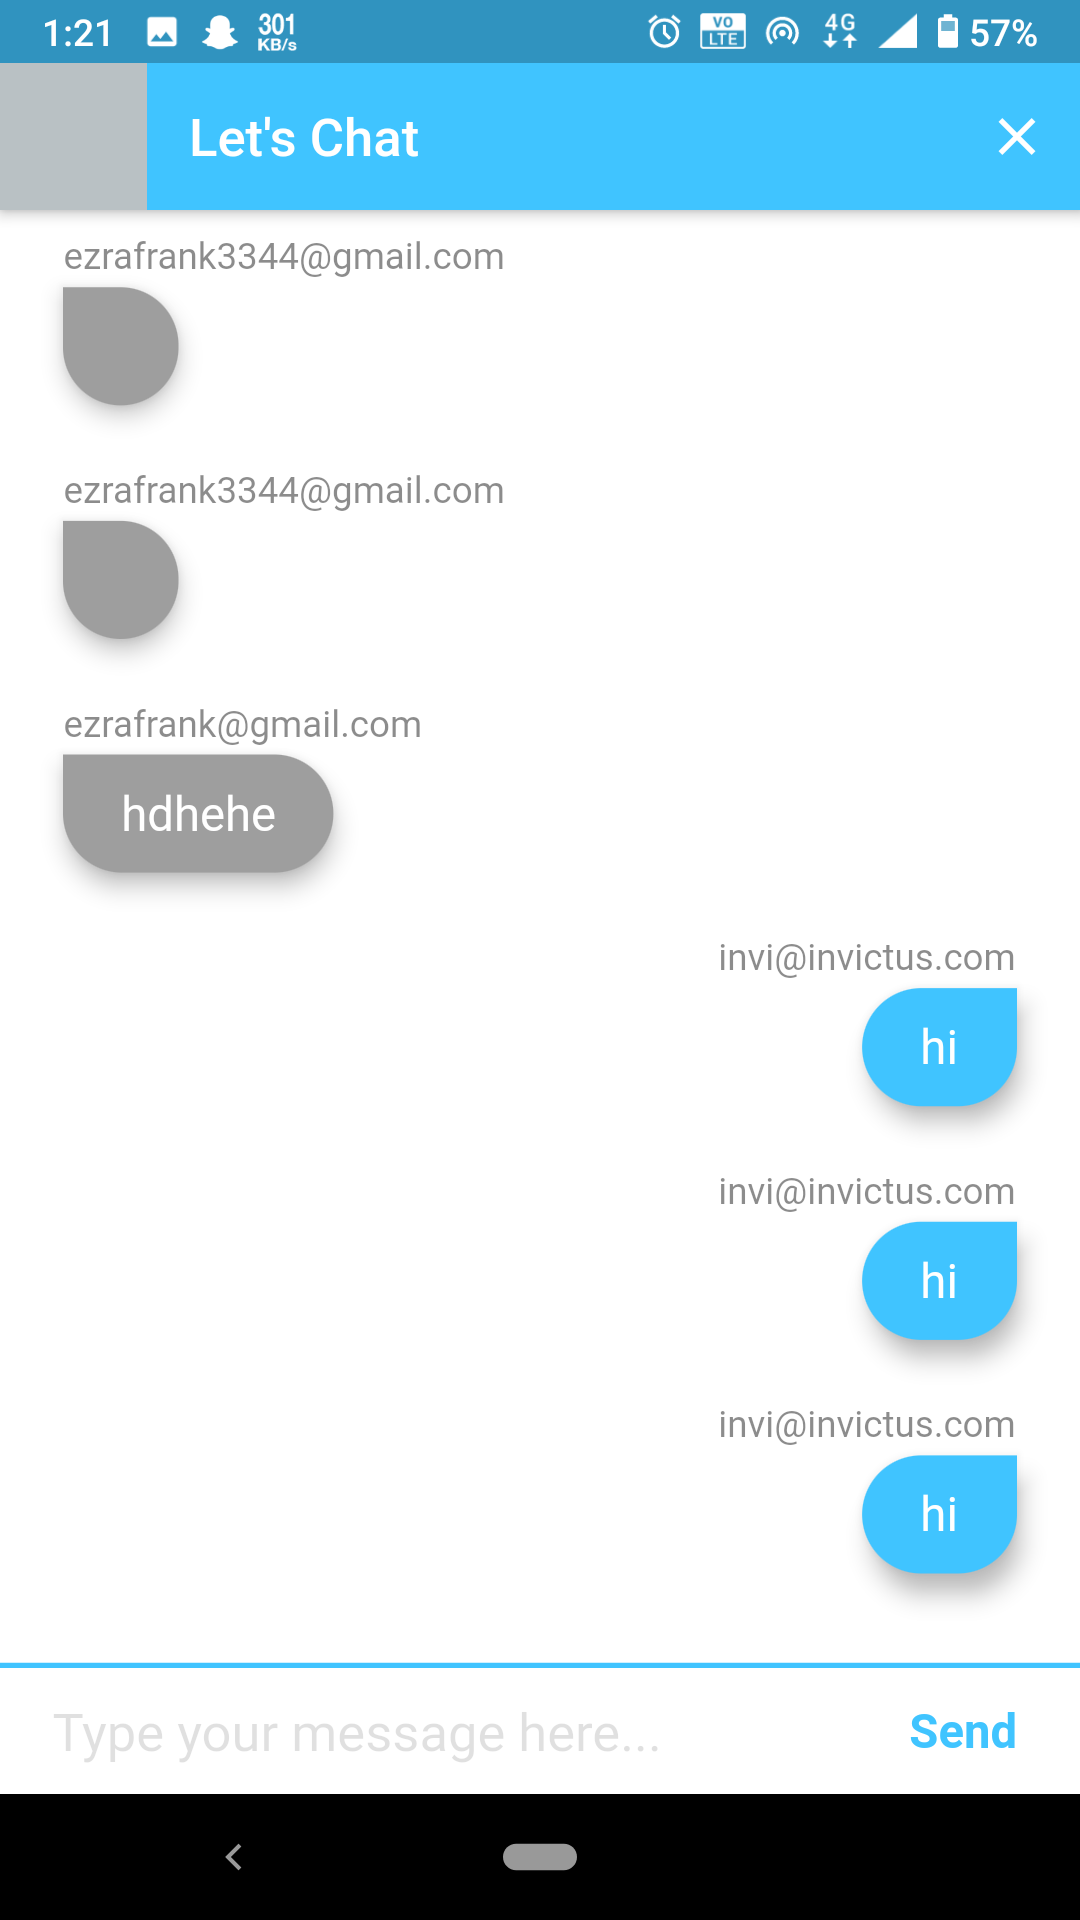 1:21 301 KB/s VO LTE 4G 57%
Let's Chat
ezrafrank3344@gmail.com
ezrafrank3344@gmail.com
ezrafrank@gmail.com
hdhehe
invi@invictus.com
hi
invi@invictus.com
hi
invi@invictus.com
hi
Type your message here... Send